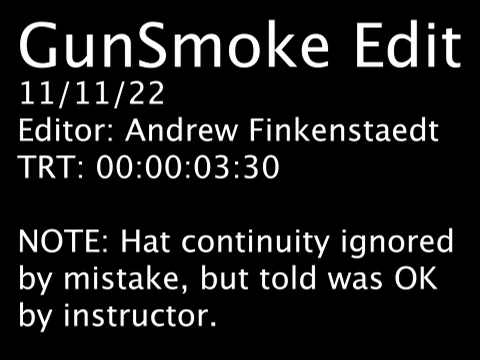 GunSmoke Edit
11/11/22
Editor: Andrew Finkenstaedt
TRT: 00:00:03:30
NOTE: Hat continuity ignored
by mistake, but told was OK
by instructor.